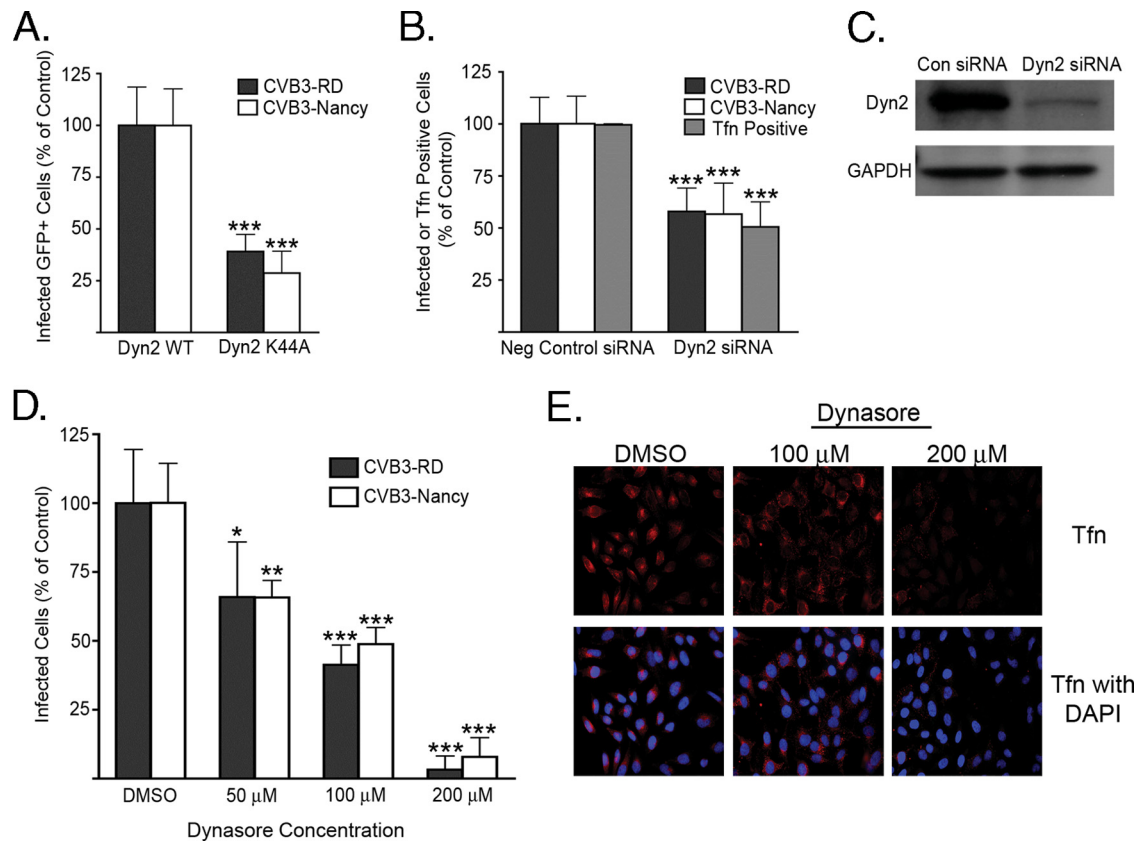 A.
Infected GFP+ Cells (% of Control)
125
100
75
50
25
CVB3-RD
CVB3-Nancy
***
***
Dyn2 WT
Dyn2 K44A
B.
Infected or Tfn Positive Cells
(% of Control)
125
100
75
50
25
CVB3-RD
CVB3-Nancy
Tfn Positive
***
***
***
Neg Control siRNA
Dyn2 siRNA
C.
Con siRNA
Dyn2 siRNA
Dyn2
GAPDH
D.
Infected Cells (% of Control)
125
100
75
50
25
CVB3-RD
CVB3-Nancy
*
**
***
***
***
***
DMSO
50 µM
100 µM
200 µM
Dynasore Concentration
E.
Dynasore
DMSO
100 µM
200 µM
Tfn
Tfn with
DAPI